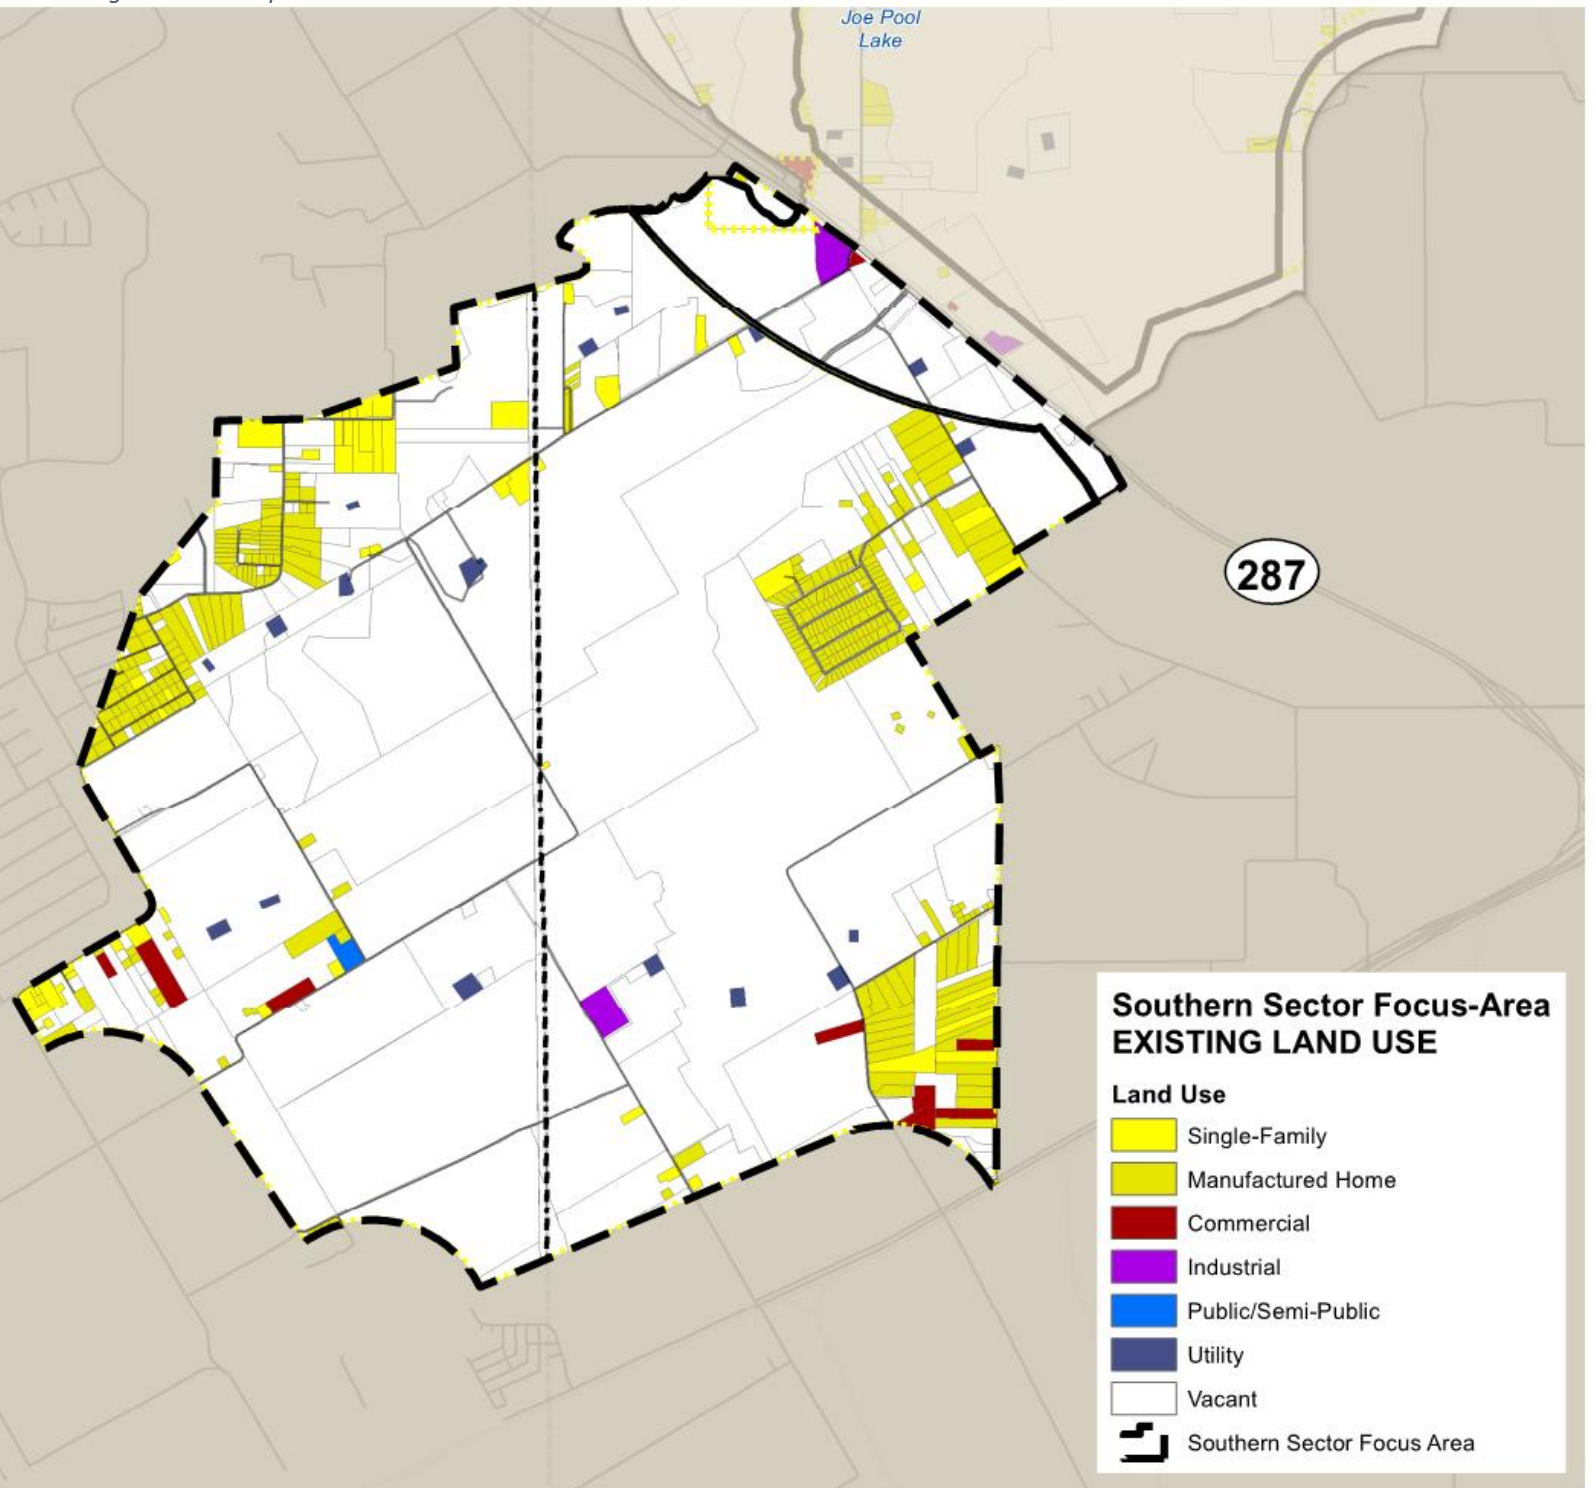 Joe Pool
Lake
287
Southern Sector Focus-Area
EXISTING LAND USE
Land Use
Single-Family
Manufactured Home
Commercial
Industrial
Public/Semi-Public
Utility
Vacant
Southern Sector Focus Area